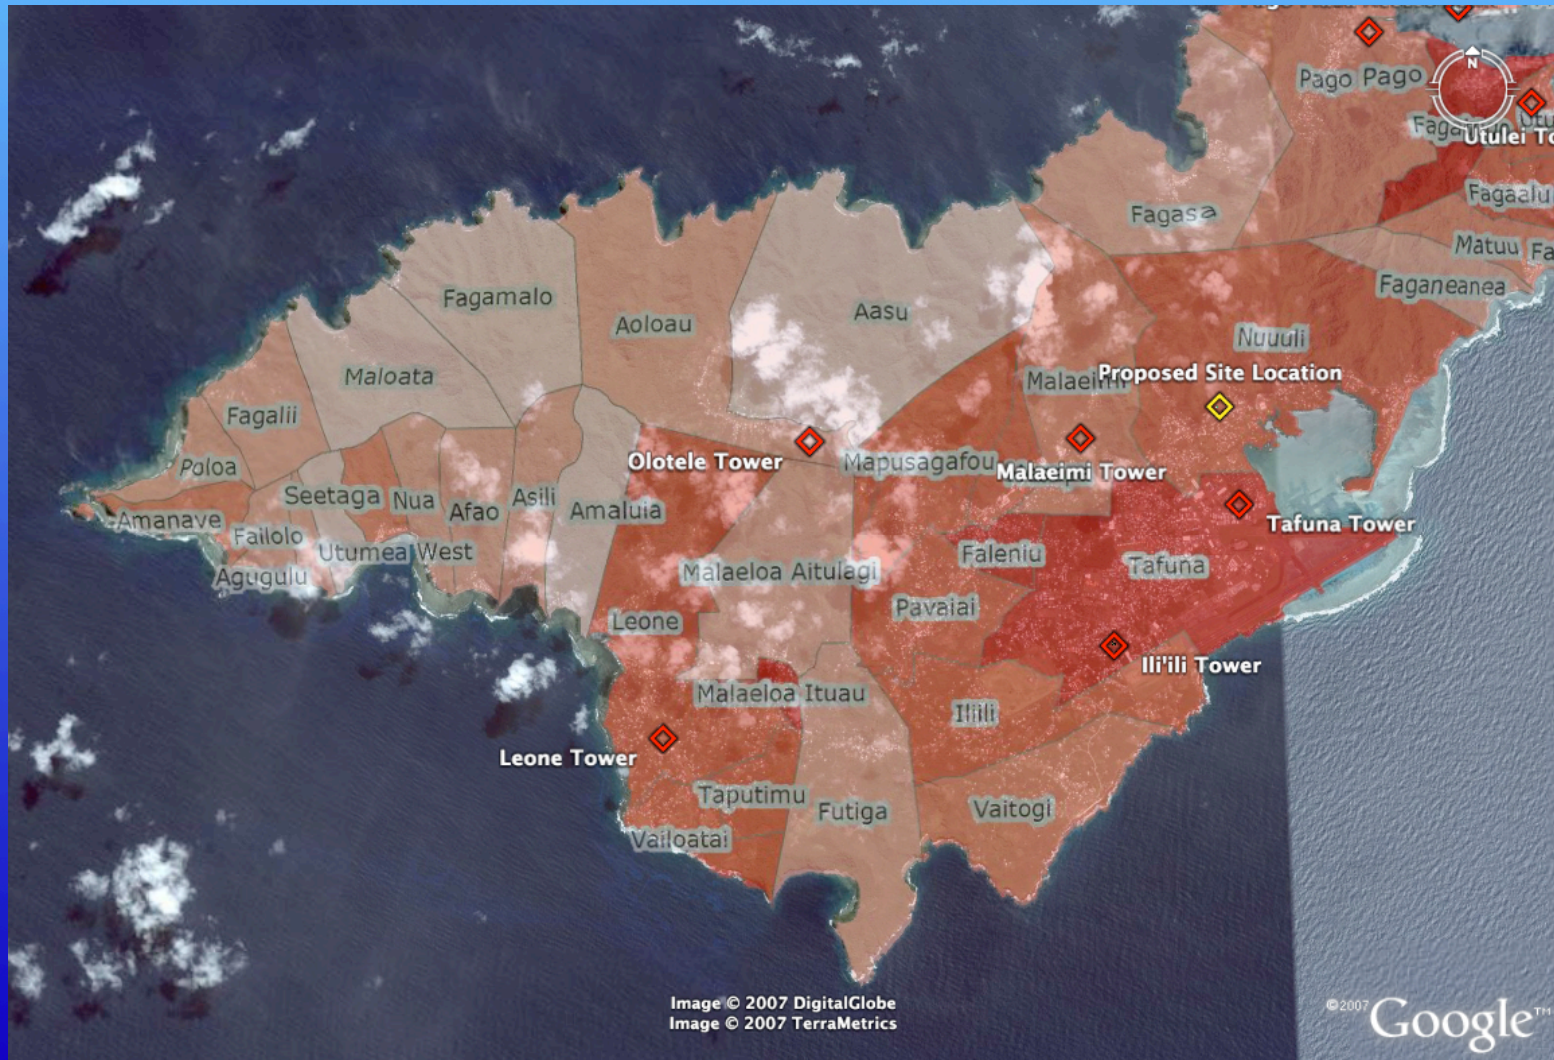 Pago Pago
Utulei
Fagaalu
Fagasa
Matuu
Faganeanea
Fagamalo
Aoloau
Aasu
Nuuuli
Maloata
Malaeimi
Proposed Site Location
Fagalii
Poloa
Olotele Tower
Mapusagafou
Malaeimi Tower
Seetaga
Nua
Afao
Asili
Amaluia
Amanave
Failolo
Utumea West
Agugulu
Tafuna Tower
Faleniu
Tafuna
Malaeloa Aitulagi
Leone
Pavaiai
Ili'ili Tower
Malaeloa Ituau
Iliili
Leone Tower
Taputimu
Futiga
Vaitogi
Vailoatai
Image © 2007 DigitalGlobe
Image © 2007 TerraMetrics
©2007 Google™
N